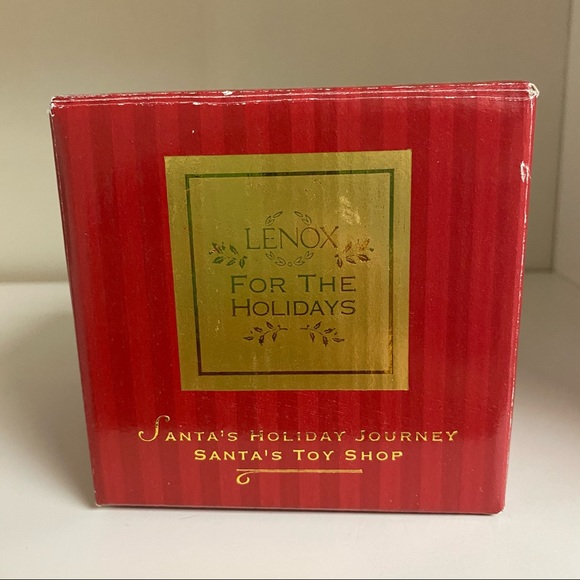 LENOX
FOR THE
HOLIDAYS
SANTA'S HOLIDAY JOURNEY
SANTA'S TOY SHOP